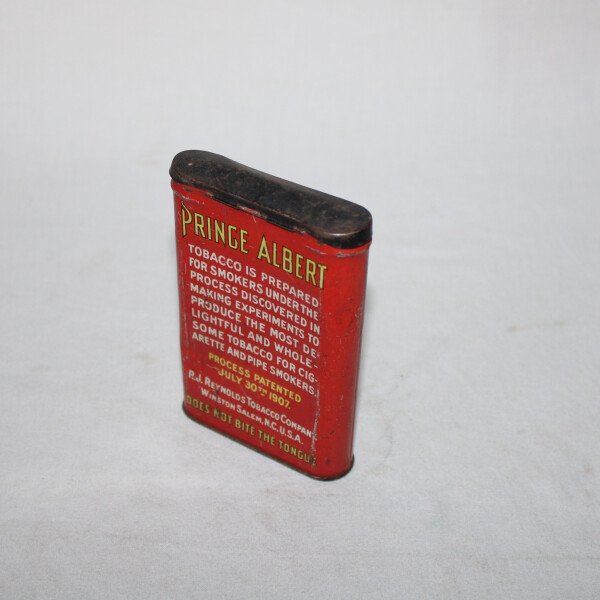 PRINCE ALBERT
TOBACCO IS PREPARED
FOR SMOKERS UNDER THE
PROCESS DISCOVERED IN
MAKING EXPERIMENTS TO
PRODUCE THE MOST DE-
LIGHTFUL AND WHOLE-
SOME TOBACCO FOR CIG-
ARETTE AND PIPE SMOKERS.
PROCESS PATENTED
JULY 30TH 1907.
R.J. REYNOLDS TOBACCO COMPANY
WINSTON SALEM, N.C. U.S.A.
DOES NOT BITE THE TONGUE